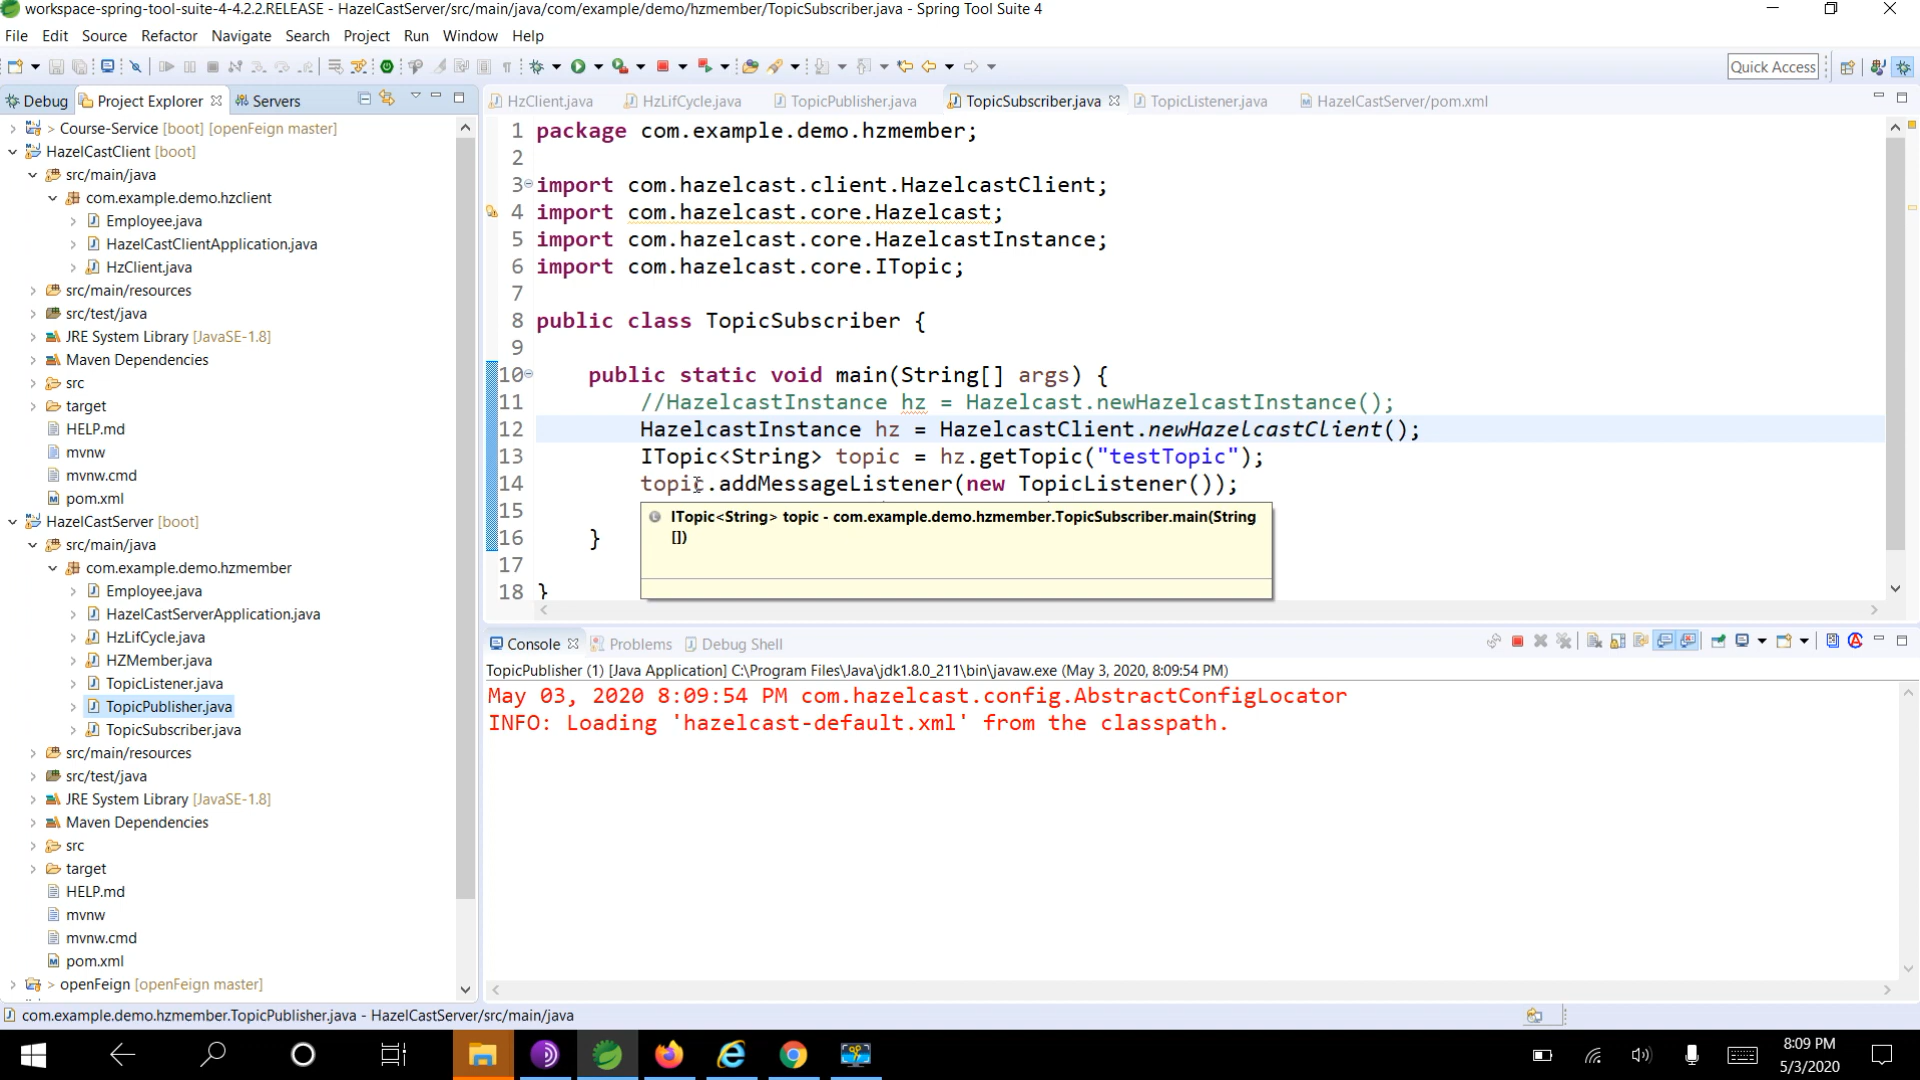 workspace-spring-tool-suite-4-4.2.2.RELEASE - HazelCastServer/src/main/java/com/example/demo/hzmember/TopicSubscriber.java - Spring Tool Suite 4
File Edit Source Refactor Navigate Search Project Run Window Help
Quick Access
Debug Project Explorer Servers
HzClient.java HzLifCycle.java TopicPublisher.java TopicSubscriber.java TopicListener.java HazelCastServer/pom.xml
> Course-Service [boot] [openFeign master]
HazelCastClient [boot]
src/main/java
com.example.demo.hzclient
Employee.java
HazelCastClientApplication.java
HzClient.java
src/main/resources
src/test/java
JRE System Library [JavaSE-1.8]
Maven Dependencies
src
target
HELP.md
mvnw
mvnw.cmd
pom.xml
HazelCastServer [boot]
src/main/java
com.example.demo.hzmember
Employee.java
HazelCastServerApplication.java
HzLifCycle.java
HZMember.java
TopicListener.java
TopicPublisher.java
TopicSubscriber.java
src/main/resources
src/test/java
JRE System Library [JavaSE-1.8]
Maven Dependencies
src
target
HELP.md
mvnw
mvnw.cmd
pom.xml
> openFeign [openFeign master]
1 package com.example.demo.hzmember;
2
3 import com.hazelcast.client.HazelcastClient;
4 import com.hazelcast.core.Hazelcast;
5 import com.hazelcast.core.HazelcastInstance;
6 import com.hazelcast.core.ITopic;
7
8 public class TopicSubscriber {
9
10 public static void main(String[] args) {
11 //HazelcastInstance hz = Hazelcast.newHazelcastInstance();
12 HazelcastInstance hz = HazelcastClient.newHazelcastClient();
13 ITopic<String> topic = hz.getTopic("testTopic");
14 topic.addMessageListener(new TopicListener());
15
16 }
17
18 }
ITopic<String> topic - com.example.demo.hzmember.TopicSubscriber.main(String
[])
Console Problems Debug Shell
TopicPublisher (1) [Java Application] C:\Program Files\Java\jdk1.8.0_211\bin\javaw.exe (May 3, 2020, 8:09:54 PM)
May 03, 2020 8:09:54 PM com.hazelcast.config.AbstractConfigLocator
INFO: Loading 'hazelcast-default.xml' from the classpath.
com.example.demo.hzmember.TopicPublisher.java - HazelCastServer/src/main/java
8:09 PM
5/3/2020